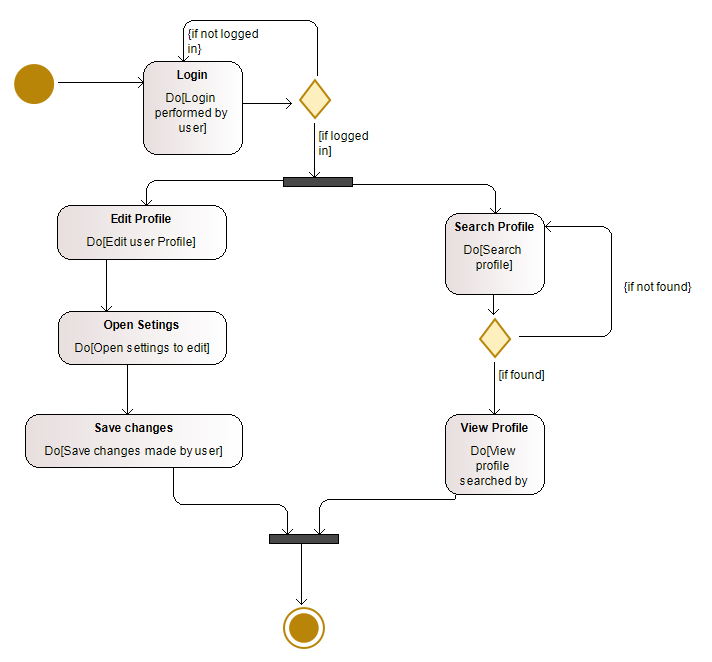 {if not logged
in}
Login
Do[Login
performed by
user]
[if logged
in]
Edit Profile
Do[Edit user Profile]
Search Profile
Do[Search
profile]
{if not found}
Open Setings
Do[Open settings to edit]
[if found]
Save changes
Do[Save changes made by user]
View Profile
Do[View
profile
searched by